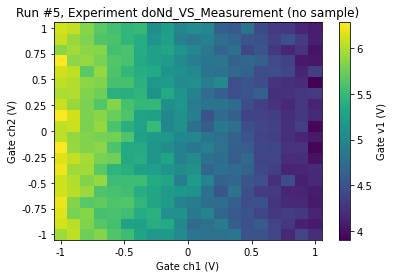 Run #5, Experiment doNd_VS_Measurement (no sample)
Gate ch2 (V)
1
0.75
0.5
0.25
0
-0.25
-0.5
-0.75
-1
-1 -0.5 0 0.5 1
Gate ch1 (V)
6
5.5
5
4.5
4
Gate v1 (V)